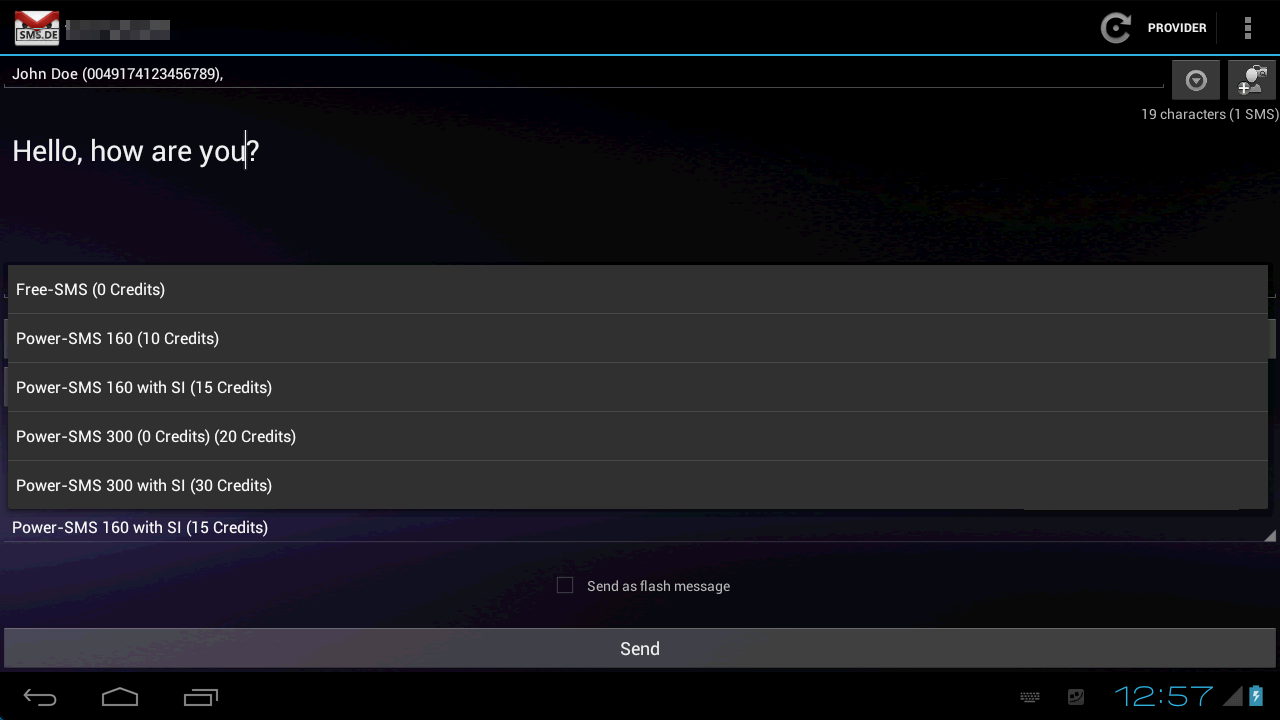 SMS.DE
PROVIDER
John Doe (0049174123456789),
19 characters (1 SMS)
Hello, how are you?
Free-SMS (0 Credits)
Power-SMS 160 (10 Credits)
Power-SMS 160 with SI (15 Credits)
Power-SMS 300 (0 Credits) (20 Credits)
Power-SMS 300 with SI (30 Credits)
Power-SMS 160 with SI (15 Credits)
Send as flash message
Send
12:57